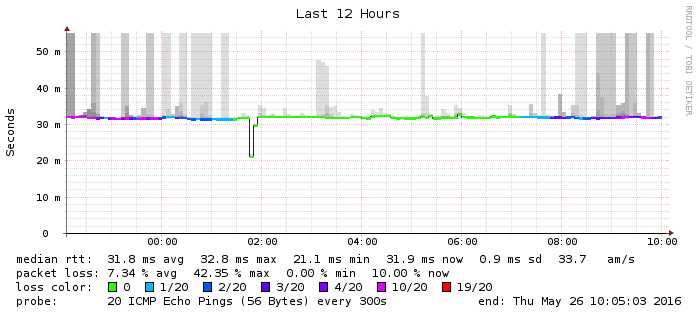 Last 12 Hours
RRDTOOL / TOBI OETIKER
Seconds
50 m
40 m
30 m
20 m
10 m
0
00:00 02:00 04:00 06:00 08:00 10:00
median rtt: 31.8 ms avg 32.8 ms max 21.1 ms min 31.9 ms now 0.9 ms sd 33.7 am/s
packet loss: 7.34 % avg 42.35 % max 0.00 % min 10.00 % now
loss color: 0 1/20 2/20 3/20 4/20 10/20 19/20
probe: 20 ICMP Echo Pings (56 Bytes) every 300s end: Thu May 26 10:05:03 2016